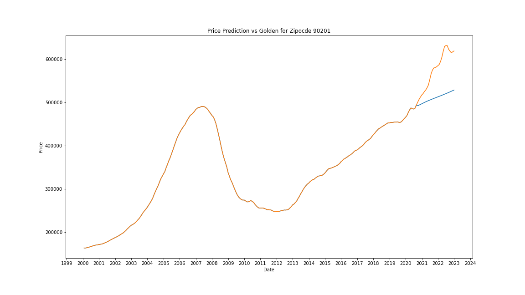 Price Prediction vs Golden for Zipocde 90201
600000
500000
400000
300000
200000
Price
1999 2000 2001 2002 2003 2004 2005 2006 2007 2008 2009 2010 2011 2012 2013 2014 2015 2016 2017 2018 2019 2020 2021 2022 2023 2024
Date